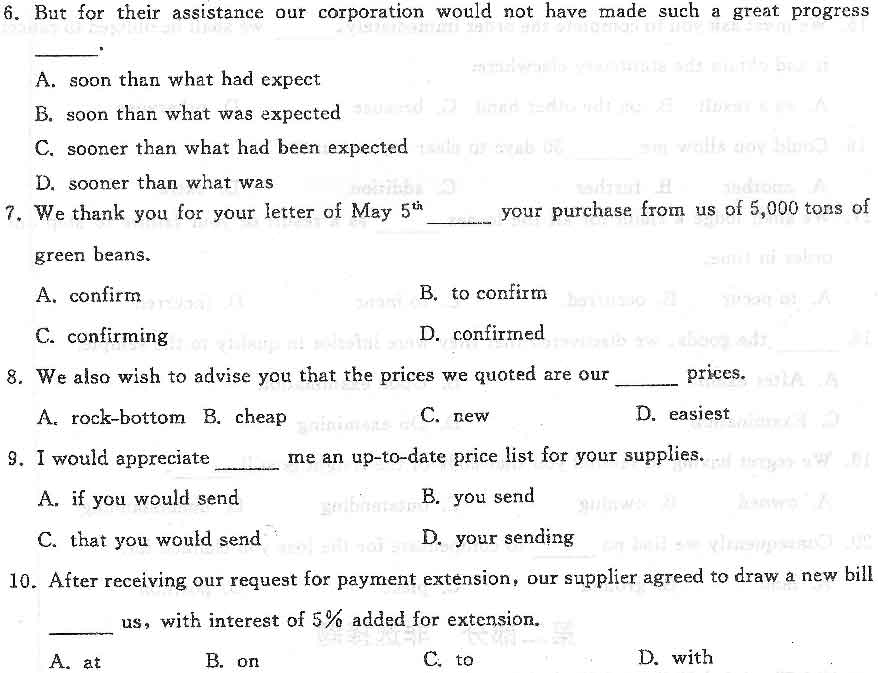 6. But for their assistance our corporation would not have made such a great progress
______.
A. soon than what had expect
B. soon than what was expected
C. sooner than what had been expected
D. sooner than what was
7. We thank you for your letter of May 5th ______ your purchase from us of 5,000 tons of
green beans.
A. confirm B. to confirm
C. confirming D. confirmed
8. We also wish to advise you that the prices we quoted are our ______ prices.
A. rock-bottom B. cheap C. new D. easiest
9. I would appreciate ______ me an up-to-date price list for your supplies.
A. if you would send B. you send
C. that you would send D. your sending
10. After receiving our request for payment extension, our supplier agreed to draw a new bill
______ us, with interest of 5% added for extension.
A. at B. on C. to D. with